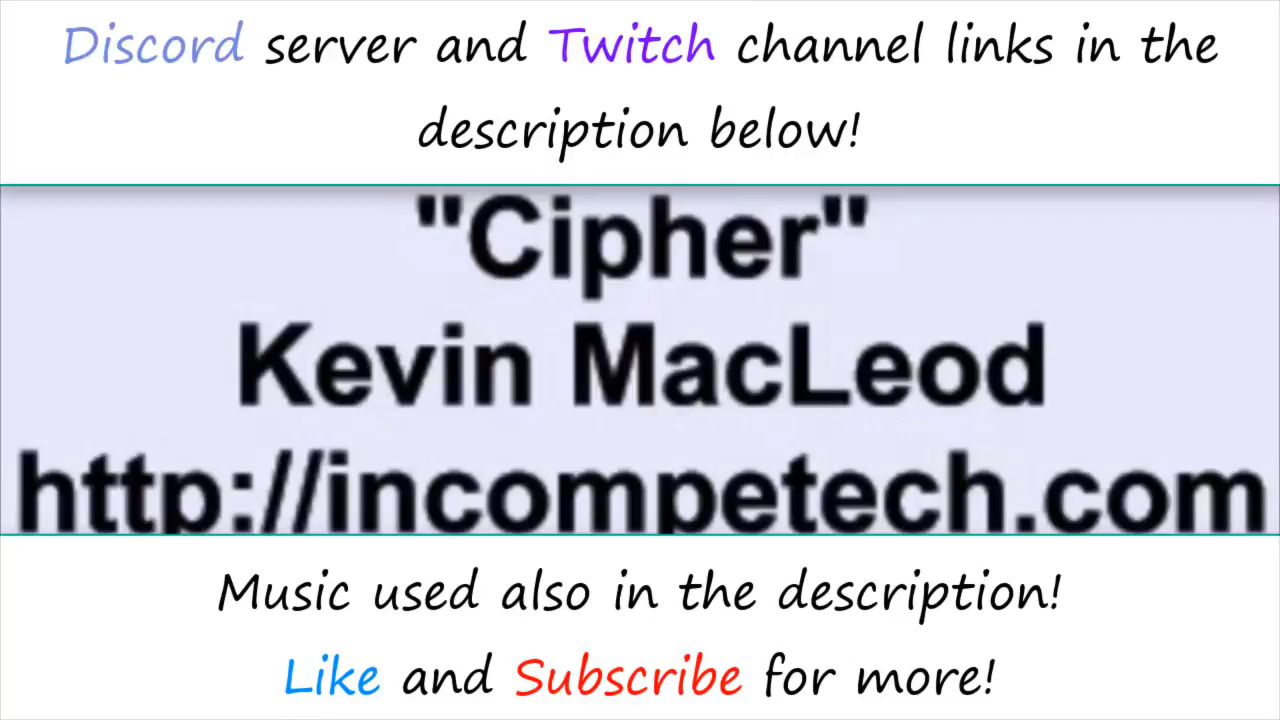 Discord server and Twitch channel links in the
description below!
"Cipher"
Kevin MacLeod
http://incompetech.com
Music used also in the description!
Like and Subscribe for more!